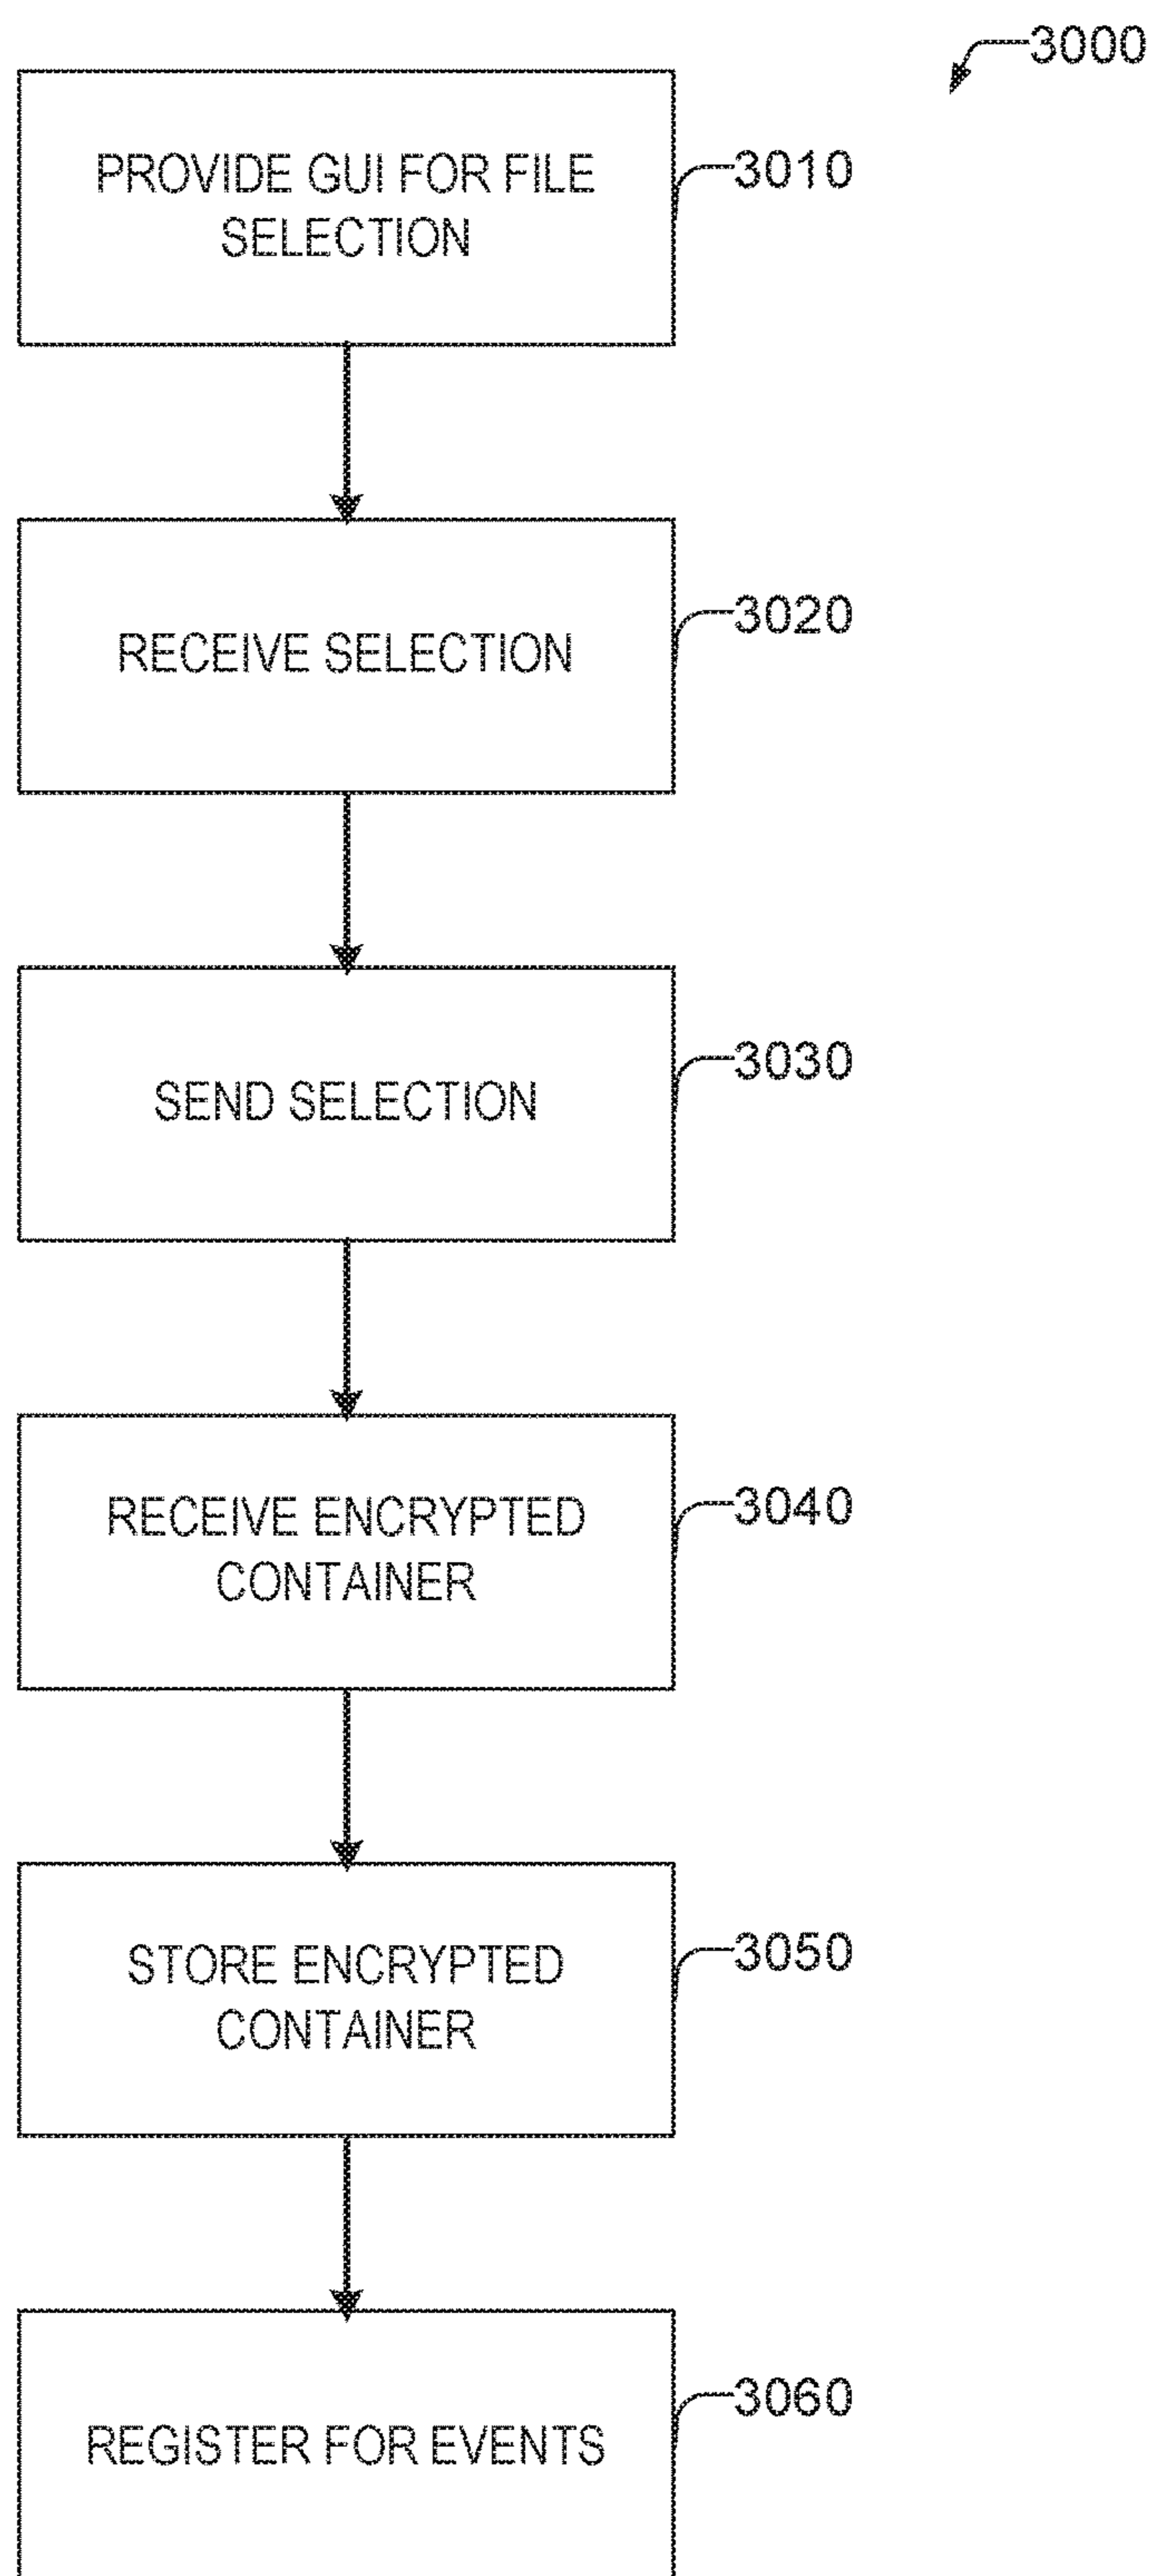 3000
PROVIDE GUI FOR FILE
SELECTION
3010
RECEIVE SELECTION
3020
SEND SELECTION
3030
RECEIVE ENCRYPTED
CONTAINER
3040
STORE ENCRYPTED
CONTAINER
3050
REGISTER FOR EVENTS
3060